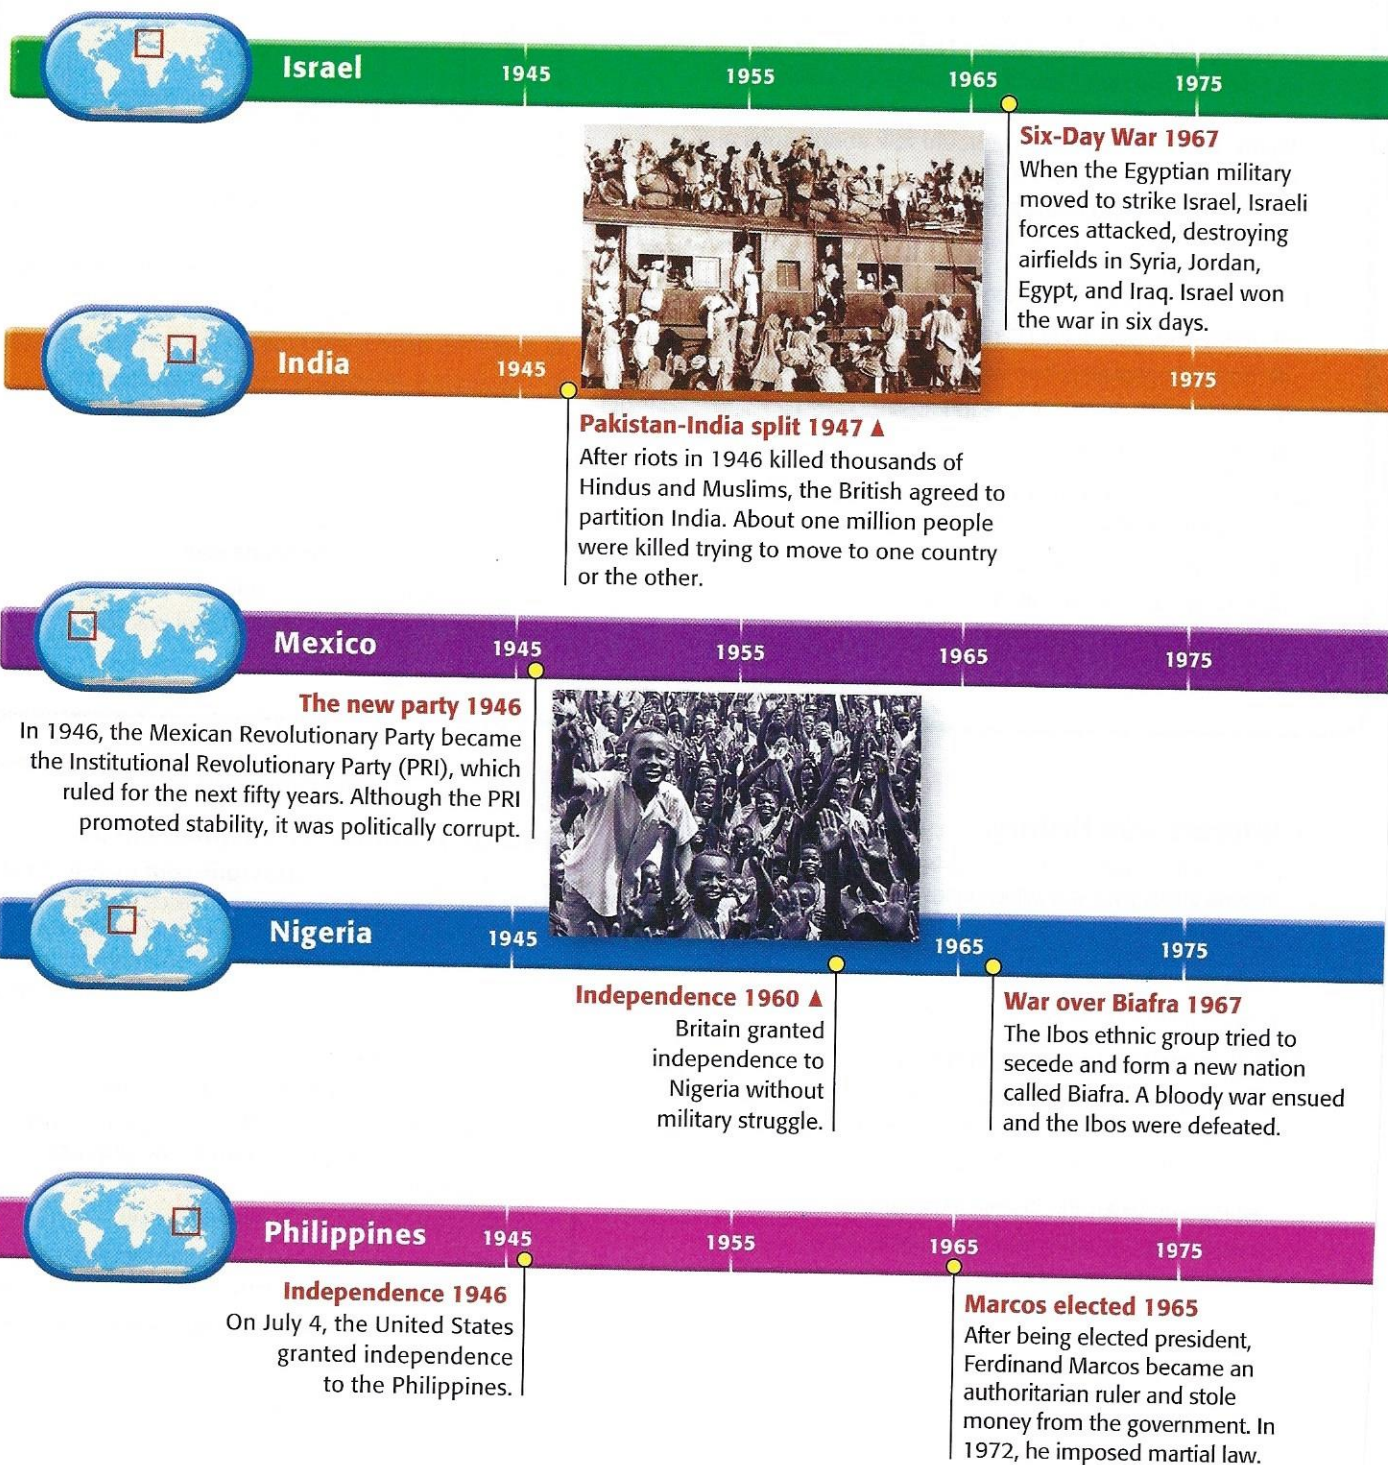 Israel
1945
1955
1965
1975
Six-Day War 1967
When the Egyptian military
moved to strike Israel, Israeli
forces attacked, destroying
airfields in Syria, Jordan,
Egypt, and Iraq. Israel won
the war in six days.
India
1945
1975
Pakistan-India split 1947 ▲
After riots in 1946 killed thousands of
Hindus and Muslims, the British agreed to
partition India. About one million people
were killed trying to move to one country
or the other.
Mexico
1945
1955
1965
1975
The new party 1946
In 1946, the Mexican Revolutionary Party became
the Institutional Revolutionary Party (PRI), which
ruled for the next fifty years. Although the PRI
promoted stability, it was politically corrupt.
Nigeria
1945
1965
1975
Independence 1960 ▲
Britain granted
independence to
Nigeria without
military struggle.
War over Biafra 1967
The Ibos ethnic group tried to
secede and form a new nation
called Biafra. A bloody war ensued
and the Ibos were defeated.
Philippines
1945
1955
1965
1975
Independence 1946
On July 4, the United States
granted independence
to the Philippines.
Marcos elected 1965
After being elected president,
Ferdinand Marcos became an
authoritarian ruler and stole
money from the government. In
1972, he imposed martial law.